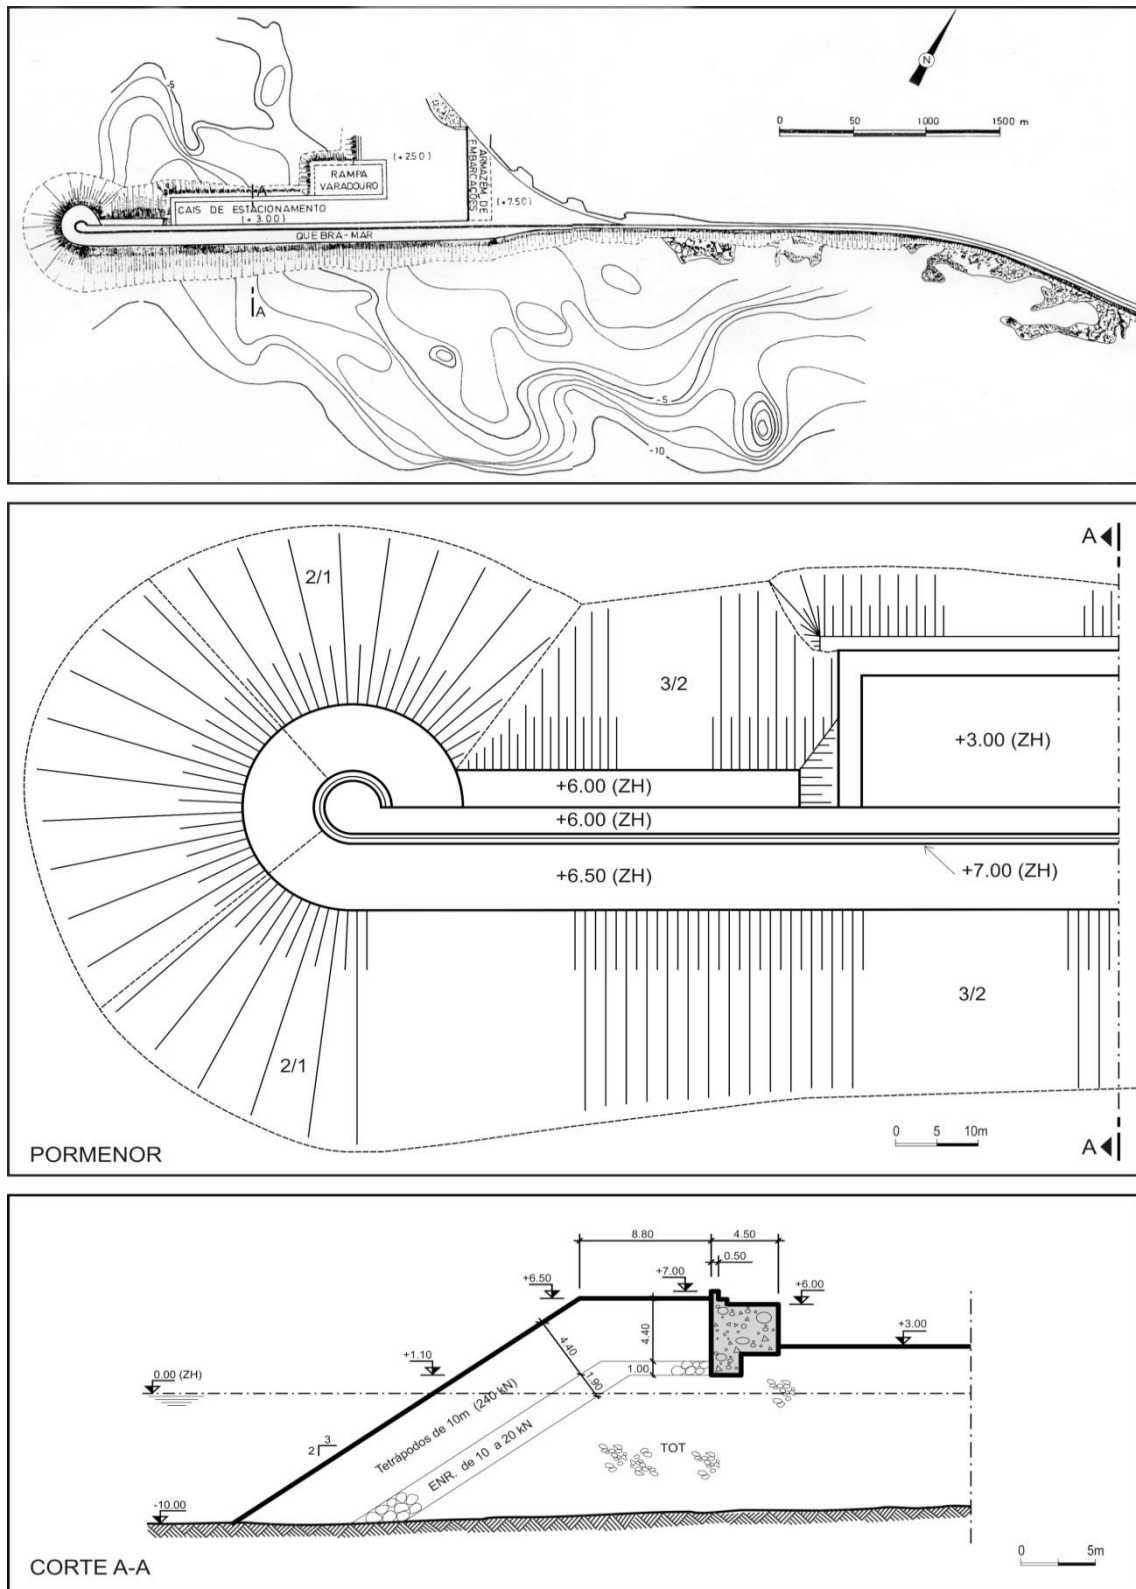 -5
N
0 50 1000 1500 m
(+2.50)
ARMAZÉM DE
EMBARCAÇÕES
(+7.50)
RAMPA
VARADOURO
A
CAIS DE ESTACIONAMENTO
(+3.00)
QUEBRA-MAR
A
-5
-10
2/1
A
3/2
+3.00 (ZH)
+6.00 (ZH)
+6.00 (ZH)
+7.00 (ZH)
+6.50 (ZH)
3/2
2/1
0 5 10m
A
PORMENOR
8.80 4.50
0.50
+6.50 +7.00 +6.00
4.40
+3.00
+1.10
4.40
1.00
1.90
0.00 (ZH)
Tetrápodos de 10m (240 kN)
ENR. de 10 a 20 kN
TOT
3
2
-10.00
0 5m
CORTE A-A